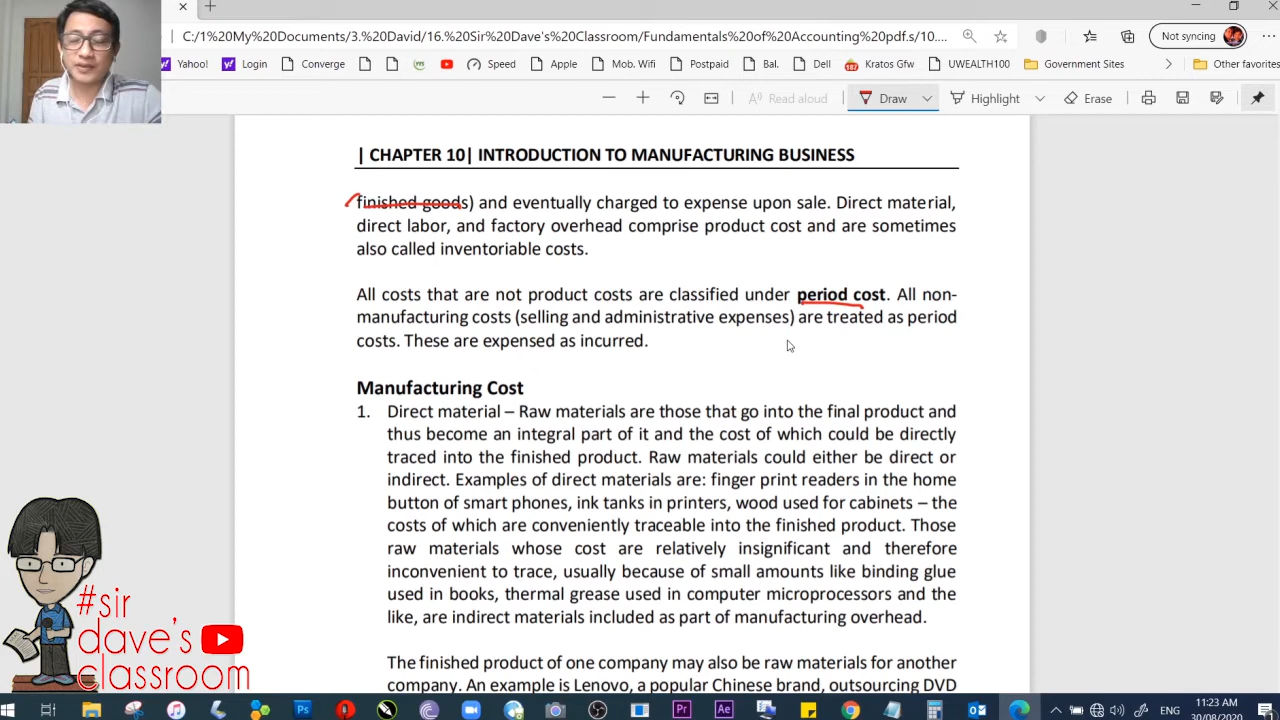 C:/1%20My%20Documents/3.%20David/16.%20Sir%20Dave's%20Classroom/Fundamentals%20of%20Accounting%20pdf.s/10....
Not syncing
Yahoo! Login Converge Speed Apple Mob. Wifi Postpaid Bal. Dell Kratos Gfw UWEALTH100 Government Sites Other favorites
Read aloud Draw Highlight Erase
| CHAPTER 10| INTRODUCTION TO MANUFACTURING BUSINESS
finished goods) and eventually charged to expense upon sale. Direct material,
direct labor, and factory overhead comprise product cost and are sometimes
also called inventoriable costs.
All costs that are not product costs are classified under period cost. All non-
manufacturing costs (selling and administrative expenses) are treated as period
costs. These are expensed as incurred.
Manufacturing Cost
1. Direct material – Raw materials are those that go into the final product and
thus become an integral part of it and the cost of which could be directly
traced into the finished product. Raw materials could either be direct or
indirect. Examples of direct materials are: finger print readers in the home
button of smart phones, ink tanks in printers, wood used for cabinets – the
costs of which are conveniently traceable into the finished product. Those
raw materials whose cost are relatively insignificant and therefore
inconvenient to trace, usually because of small amounts like binding glue
used in books, thermal grease used in computer microprocessors and the
like, are indirect materials included as part of manufacturing overhead.
The finished product of one company may also be raw materials for another
company. An example is Lenovo, a popular Chinese brand, outsourcing DVD
#sir
dave's
classroom
ENG
11:23 AM
30/08/2020